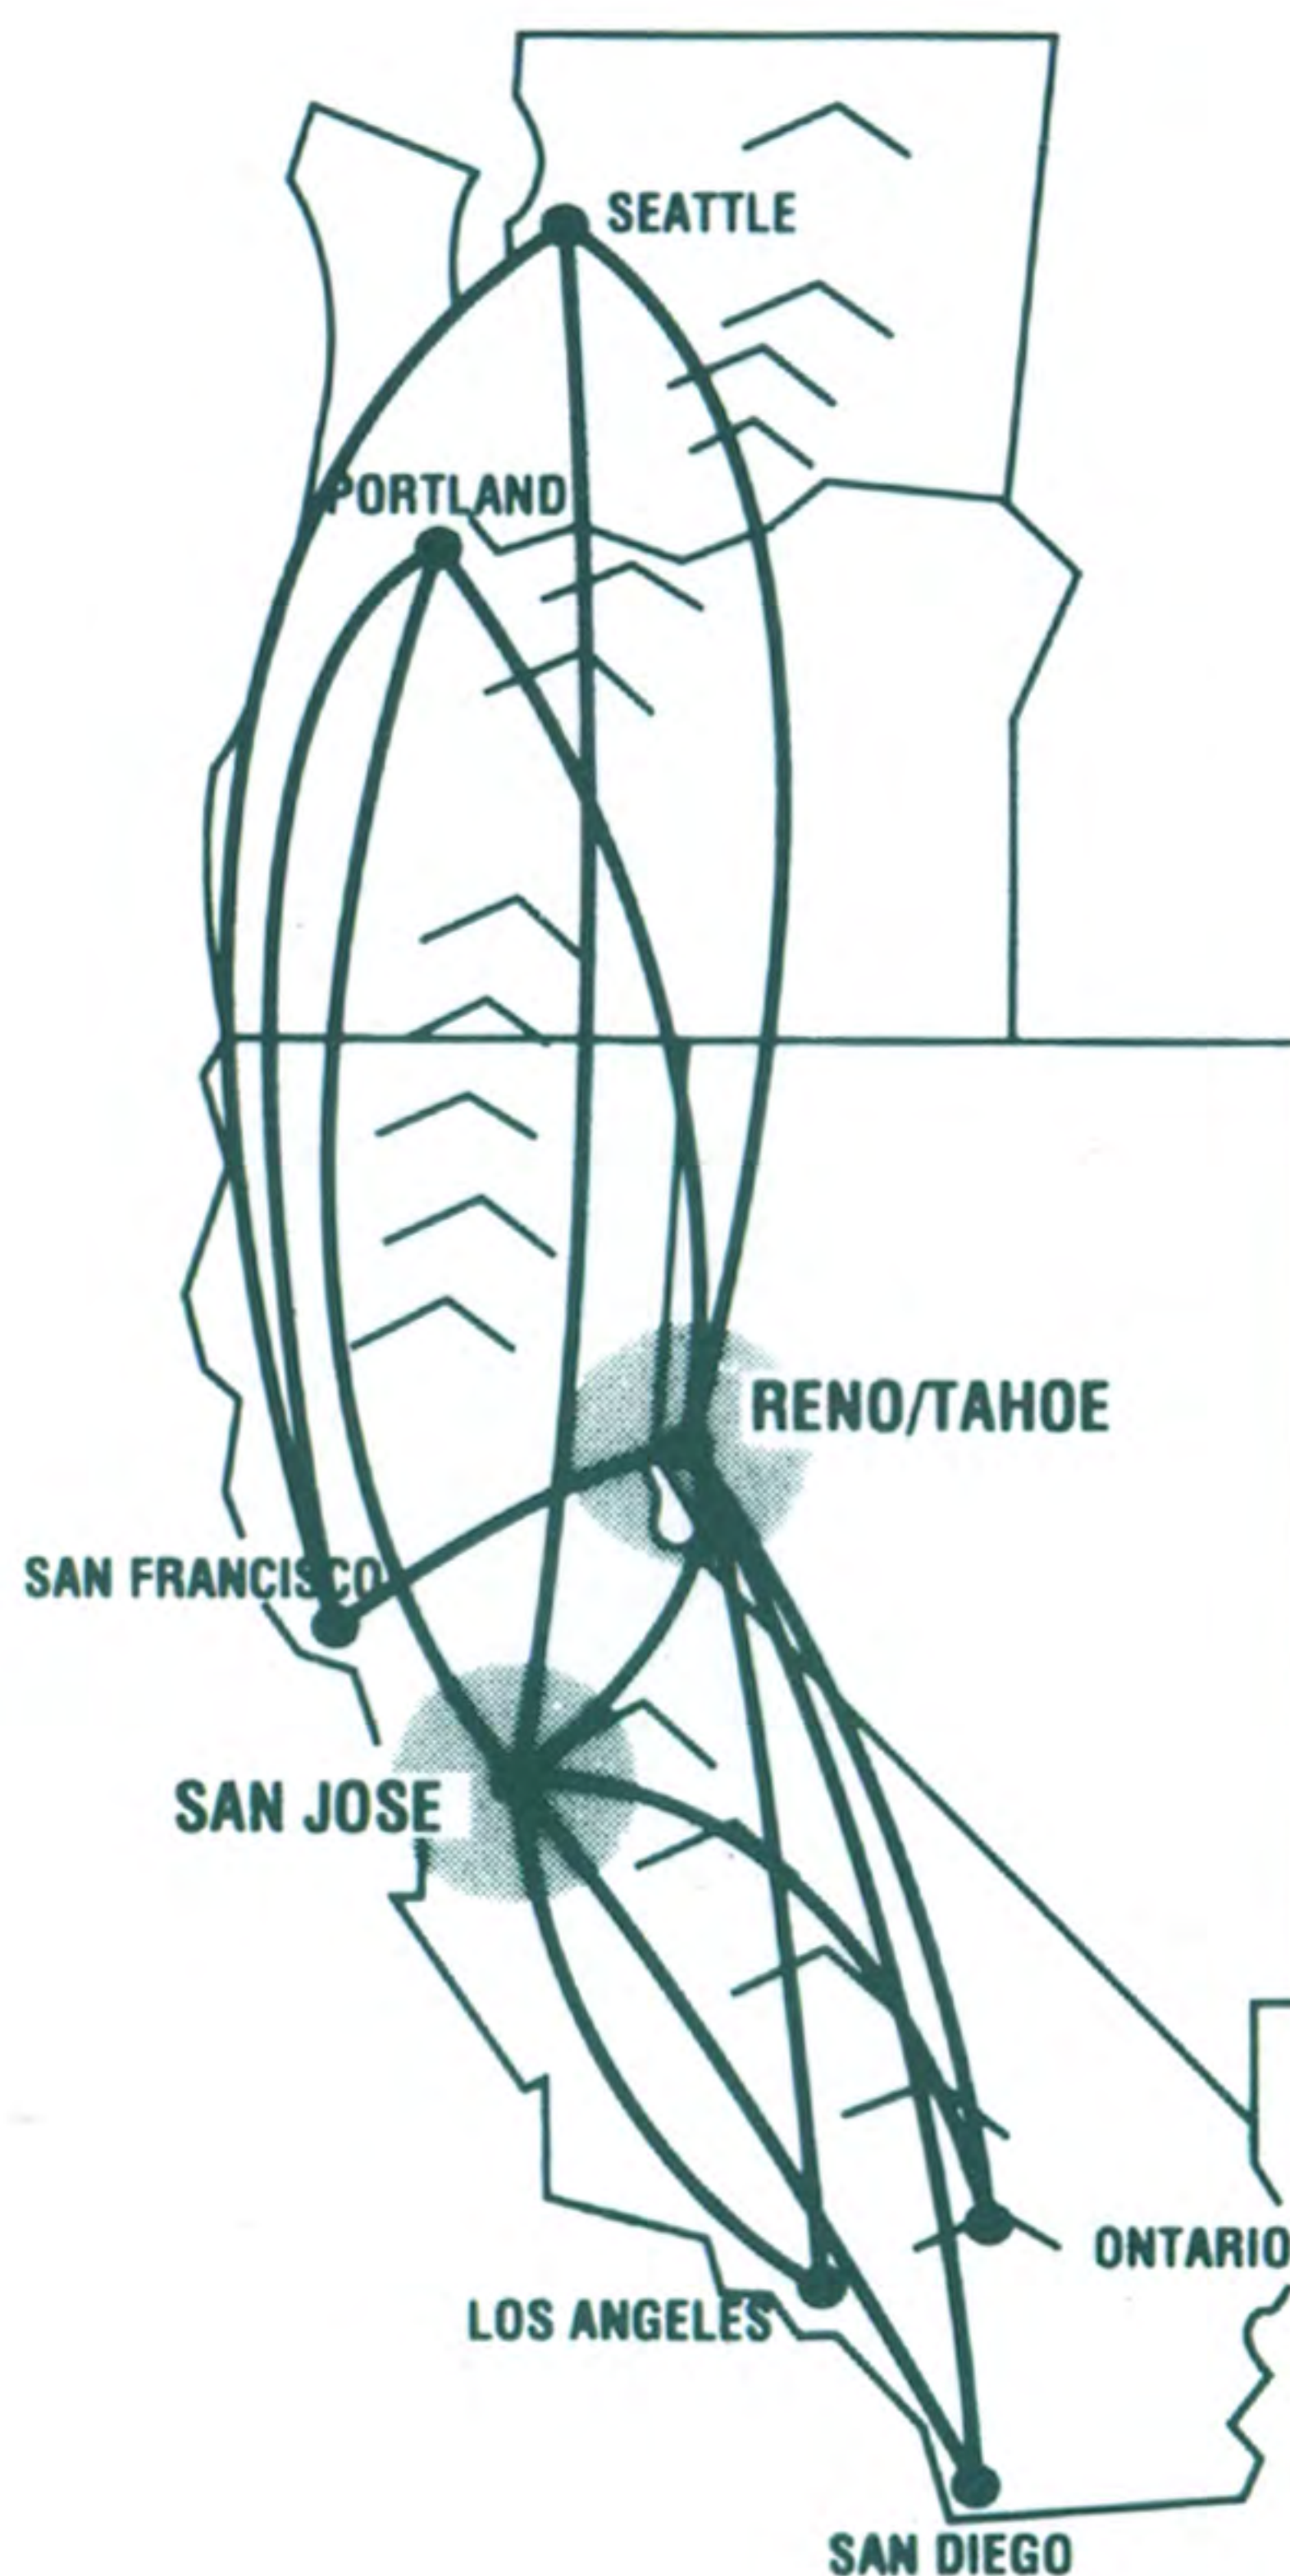 SEATTLE
PORTLAND
RENO/TAHOE
SAN FRANCISCO
SAN JOSE
ONTARIO
LOS ANGELES
SAN DIEGO